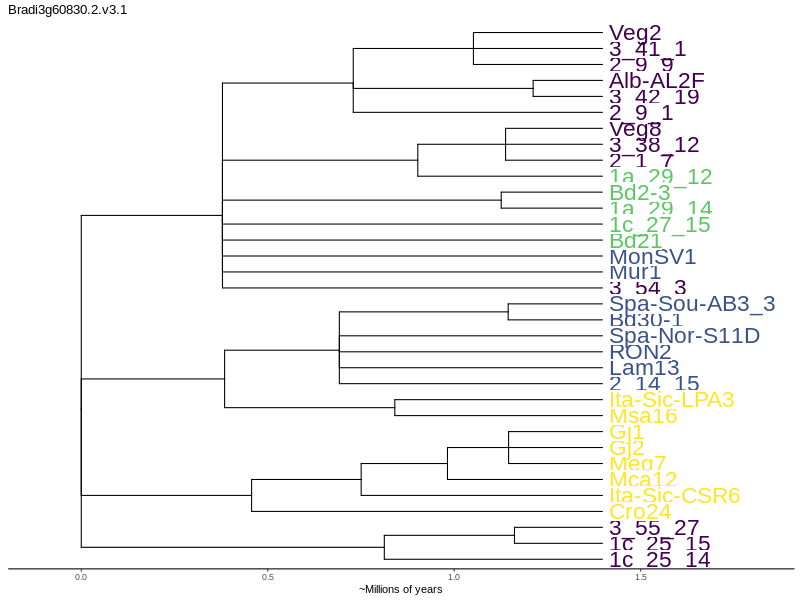 Bradi3g60830.2.v3.1
Veg2
3_41_1
2_9_9
Alb-AL2F
3_42_19
2_9_1
Veg8
3_38_12
2_1_7
1a_29_12
Bd2-3
1a_29_14
1c_27_15
Bd21
MonSV1
Mur1
3_54_3
Spa-Sou-AB3_3
Bd30-1
Spa-Nor-S11D
RON2
Lam13
2_14_15
Ita-Sic-LPA3
Msa16
Gj1
Gj2
Meg7
Mca12
Ita-Sic-CSR6
Cro24
3_55_27
1c_25_15
1c_25_14
0.0 0.5 1.0 1.5
~Millions of years